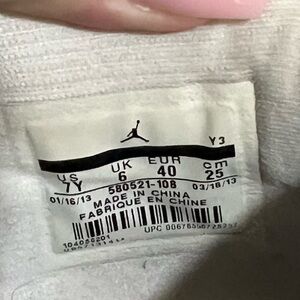 Y3
US UK EUR cm
7Y 6 40 25
01/16/13 580521-108 03/18/13
MADE IN CHINA
FABRIQUE EN CHINE
UPC